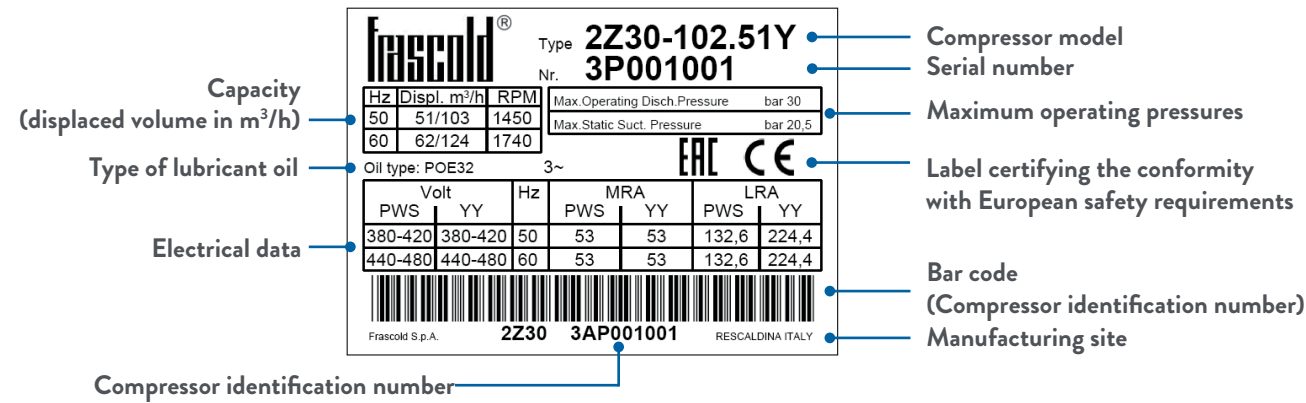 Frascold®
Type 2Z30-102.51Y
Nr. 3P001001
Compressor model
Serial number
Capacity
(displaced volume in m³/h)
Hz Displ. m³/h RPM
50 51/103 1450
60 62/124 1740
Max.Operating Disch.Pressure bar 30
Max.Static Suct. Pressure bar 20,5
Maximum operating pressures
Type of lubricant oil
Oil type: POE32 3~
EAC CE
Label certifying the conformity
with European safety requirements
Electrical data
Volt Hz MRA LRA
PWS YY PWS YY PWS YY
380-420 380-420 50 53 53 132,6 224,4
440-480 440-480 60 53 53 132,6 224,4
Bar code
(Compressor identification number)
Frascold S.p.A. 2Z30 3AP001001 RESCALDINA ITALY
Manufacturing site
Compressor identification number